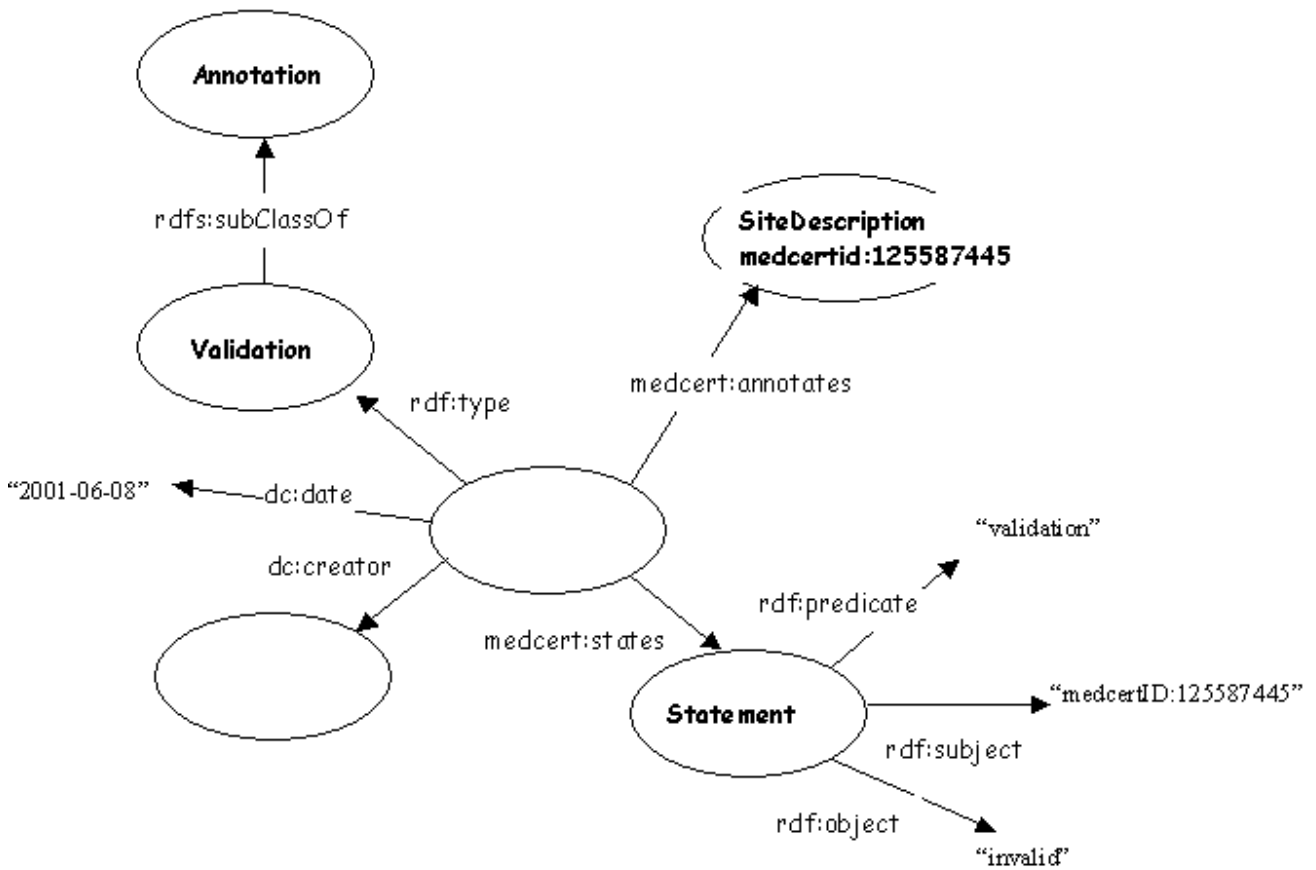 Annotation
rdfs:subClassOf
SiteDescription
medcertid:125587445
Validation
medcert:annotates
rdf:type
“2001-06-08”
dc:date
“validation”
dc:creator
rdf:predicate
medcert:states
“medcertID:125587445”
Statement
rdf:subject
rdf:object
“invalid”